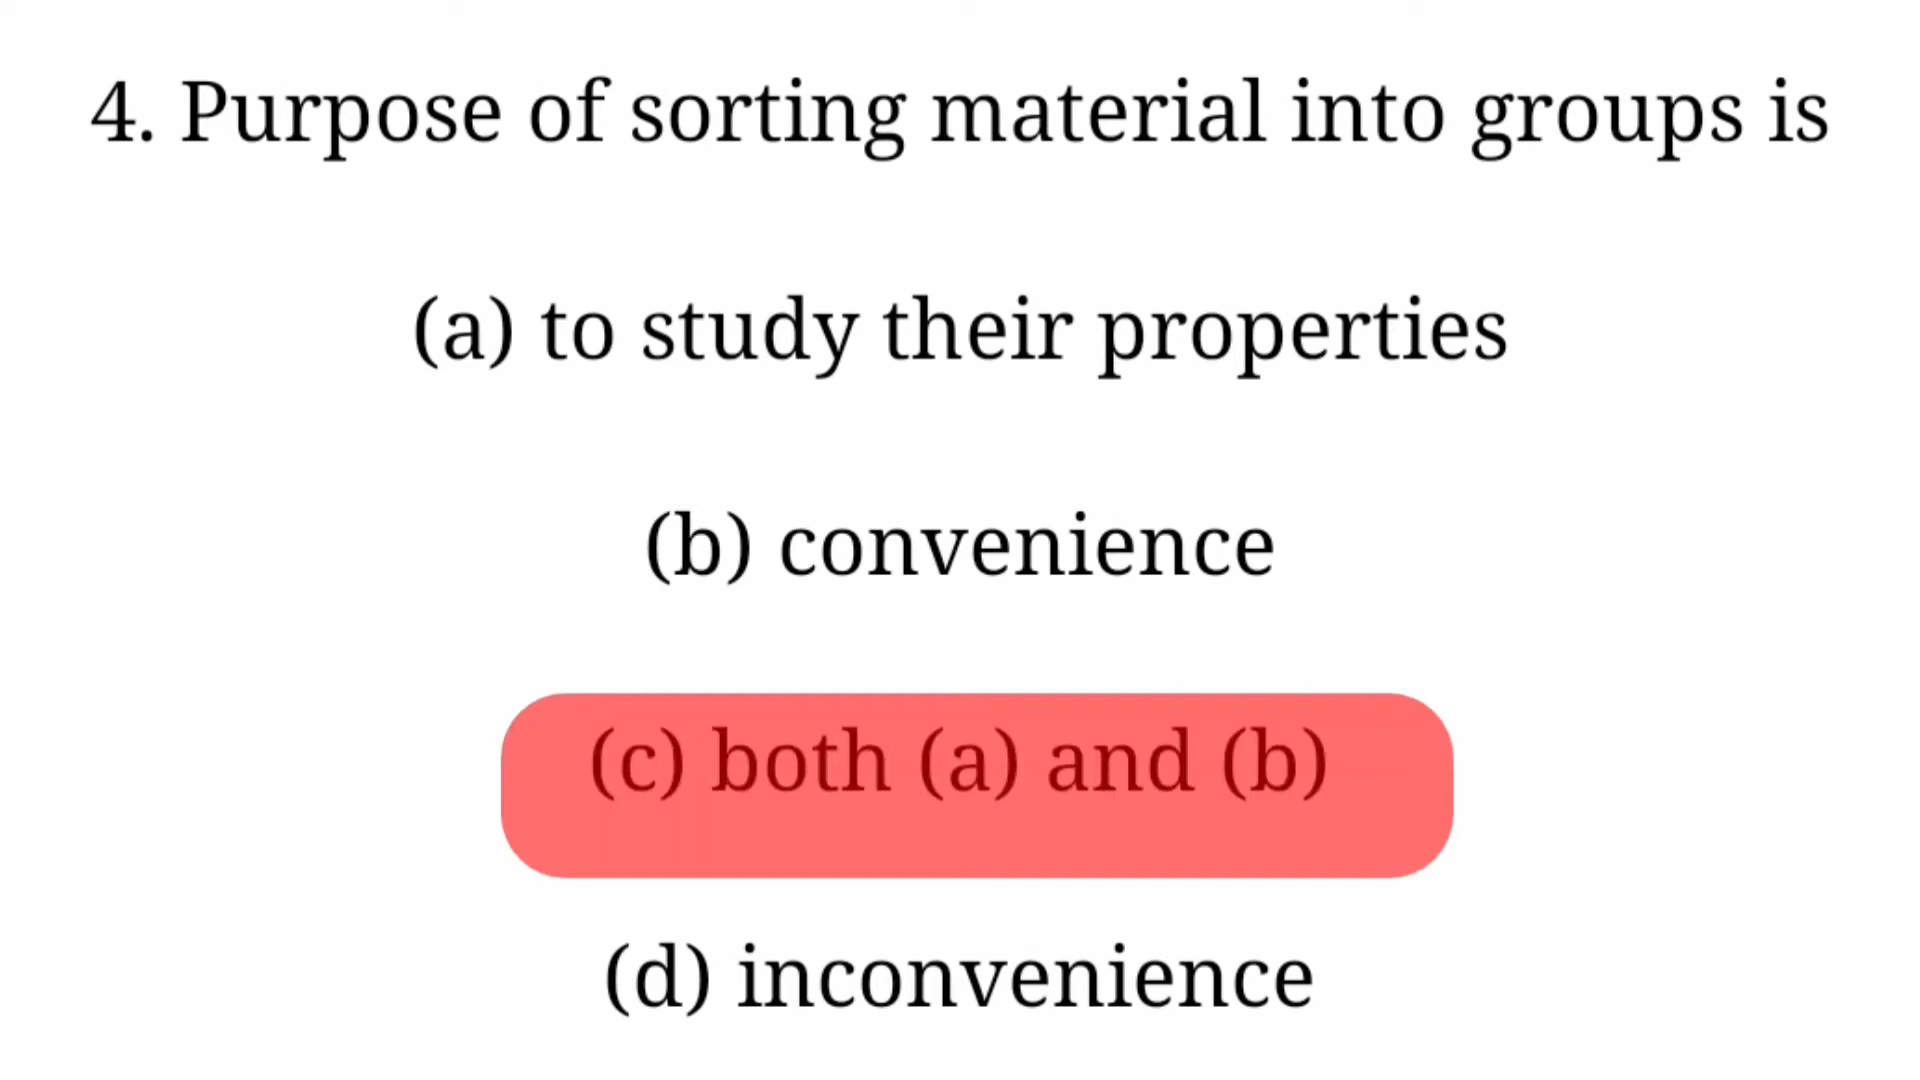 4. Purpose of sorting material into groups is
(a) to study their properties
(b) convenience
(c) both (a) and (b)
(d) inconvenience